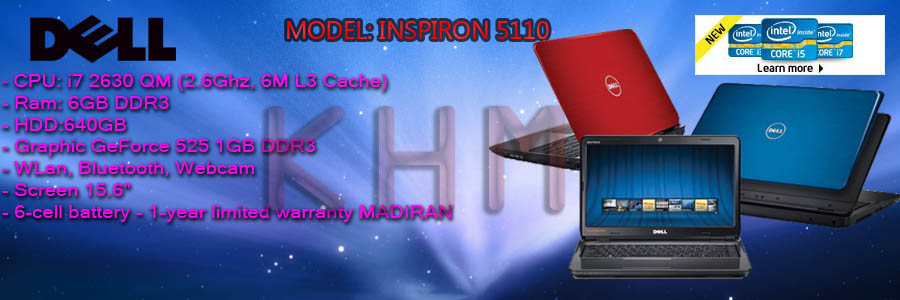 DELL
MODEL: INSPIRON 5110
- CPU: i7 2630 QM (2.6Ghz, 6M L3 Cache)
- Ram: 6GB DDR3
- HDD:640GB
- Graphic GeForce 525 1GB DDR3
- WLan, Bluetooth, Webcam
- Screen 15.6"
- 6-cell battery - 1-year limited warranty MADIRAN
KHM
NEW
intel inside
CORE i3
intel inside
CORE i5
intel inside
CORE i7
Learn more
DELL
DELL
DELL